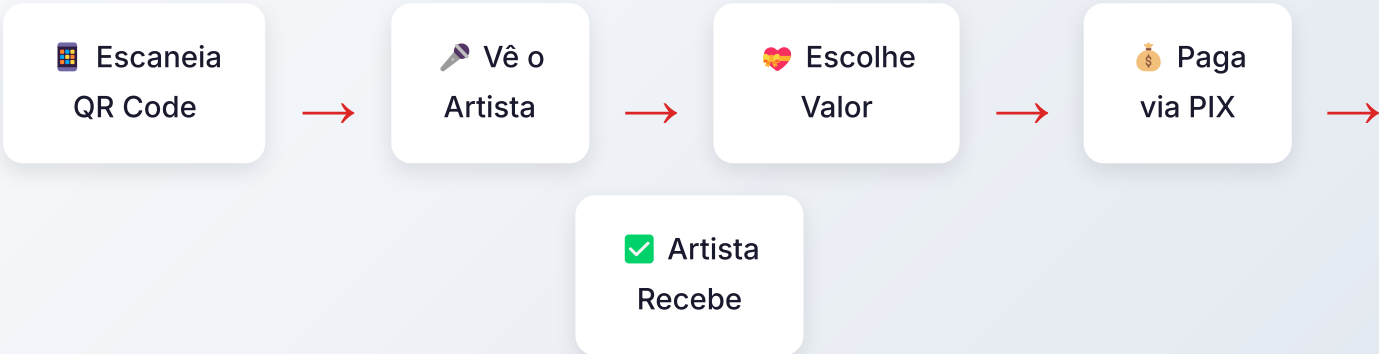 📱 Escaneia
QR Code
→
🎤 Vê o
Artista
→
💝 Escolhe
Valor
→
💰 Paga
via PIX
→
✅ Artista
Recebe